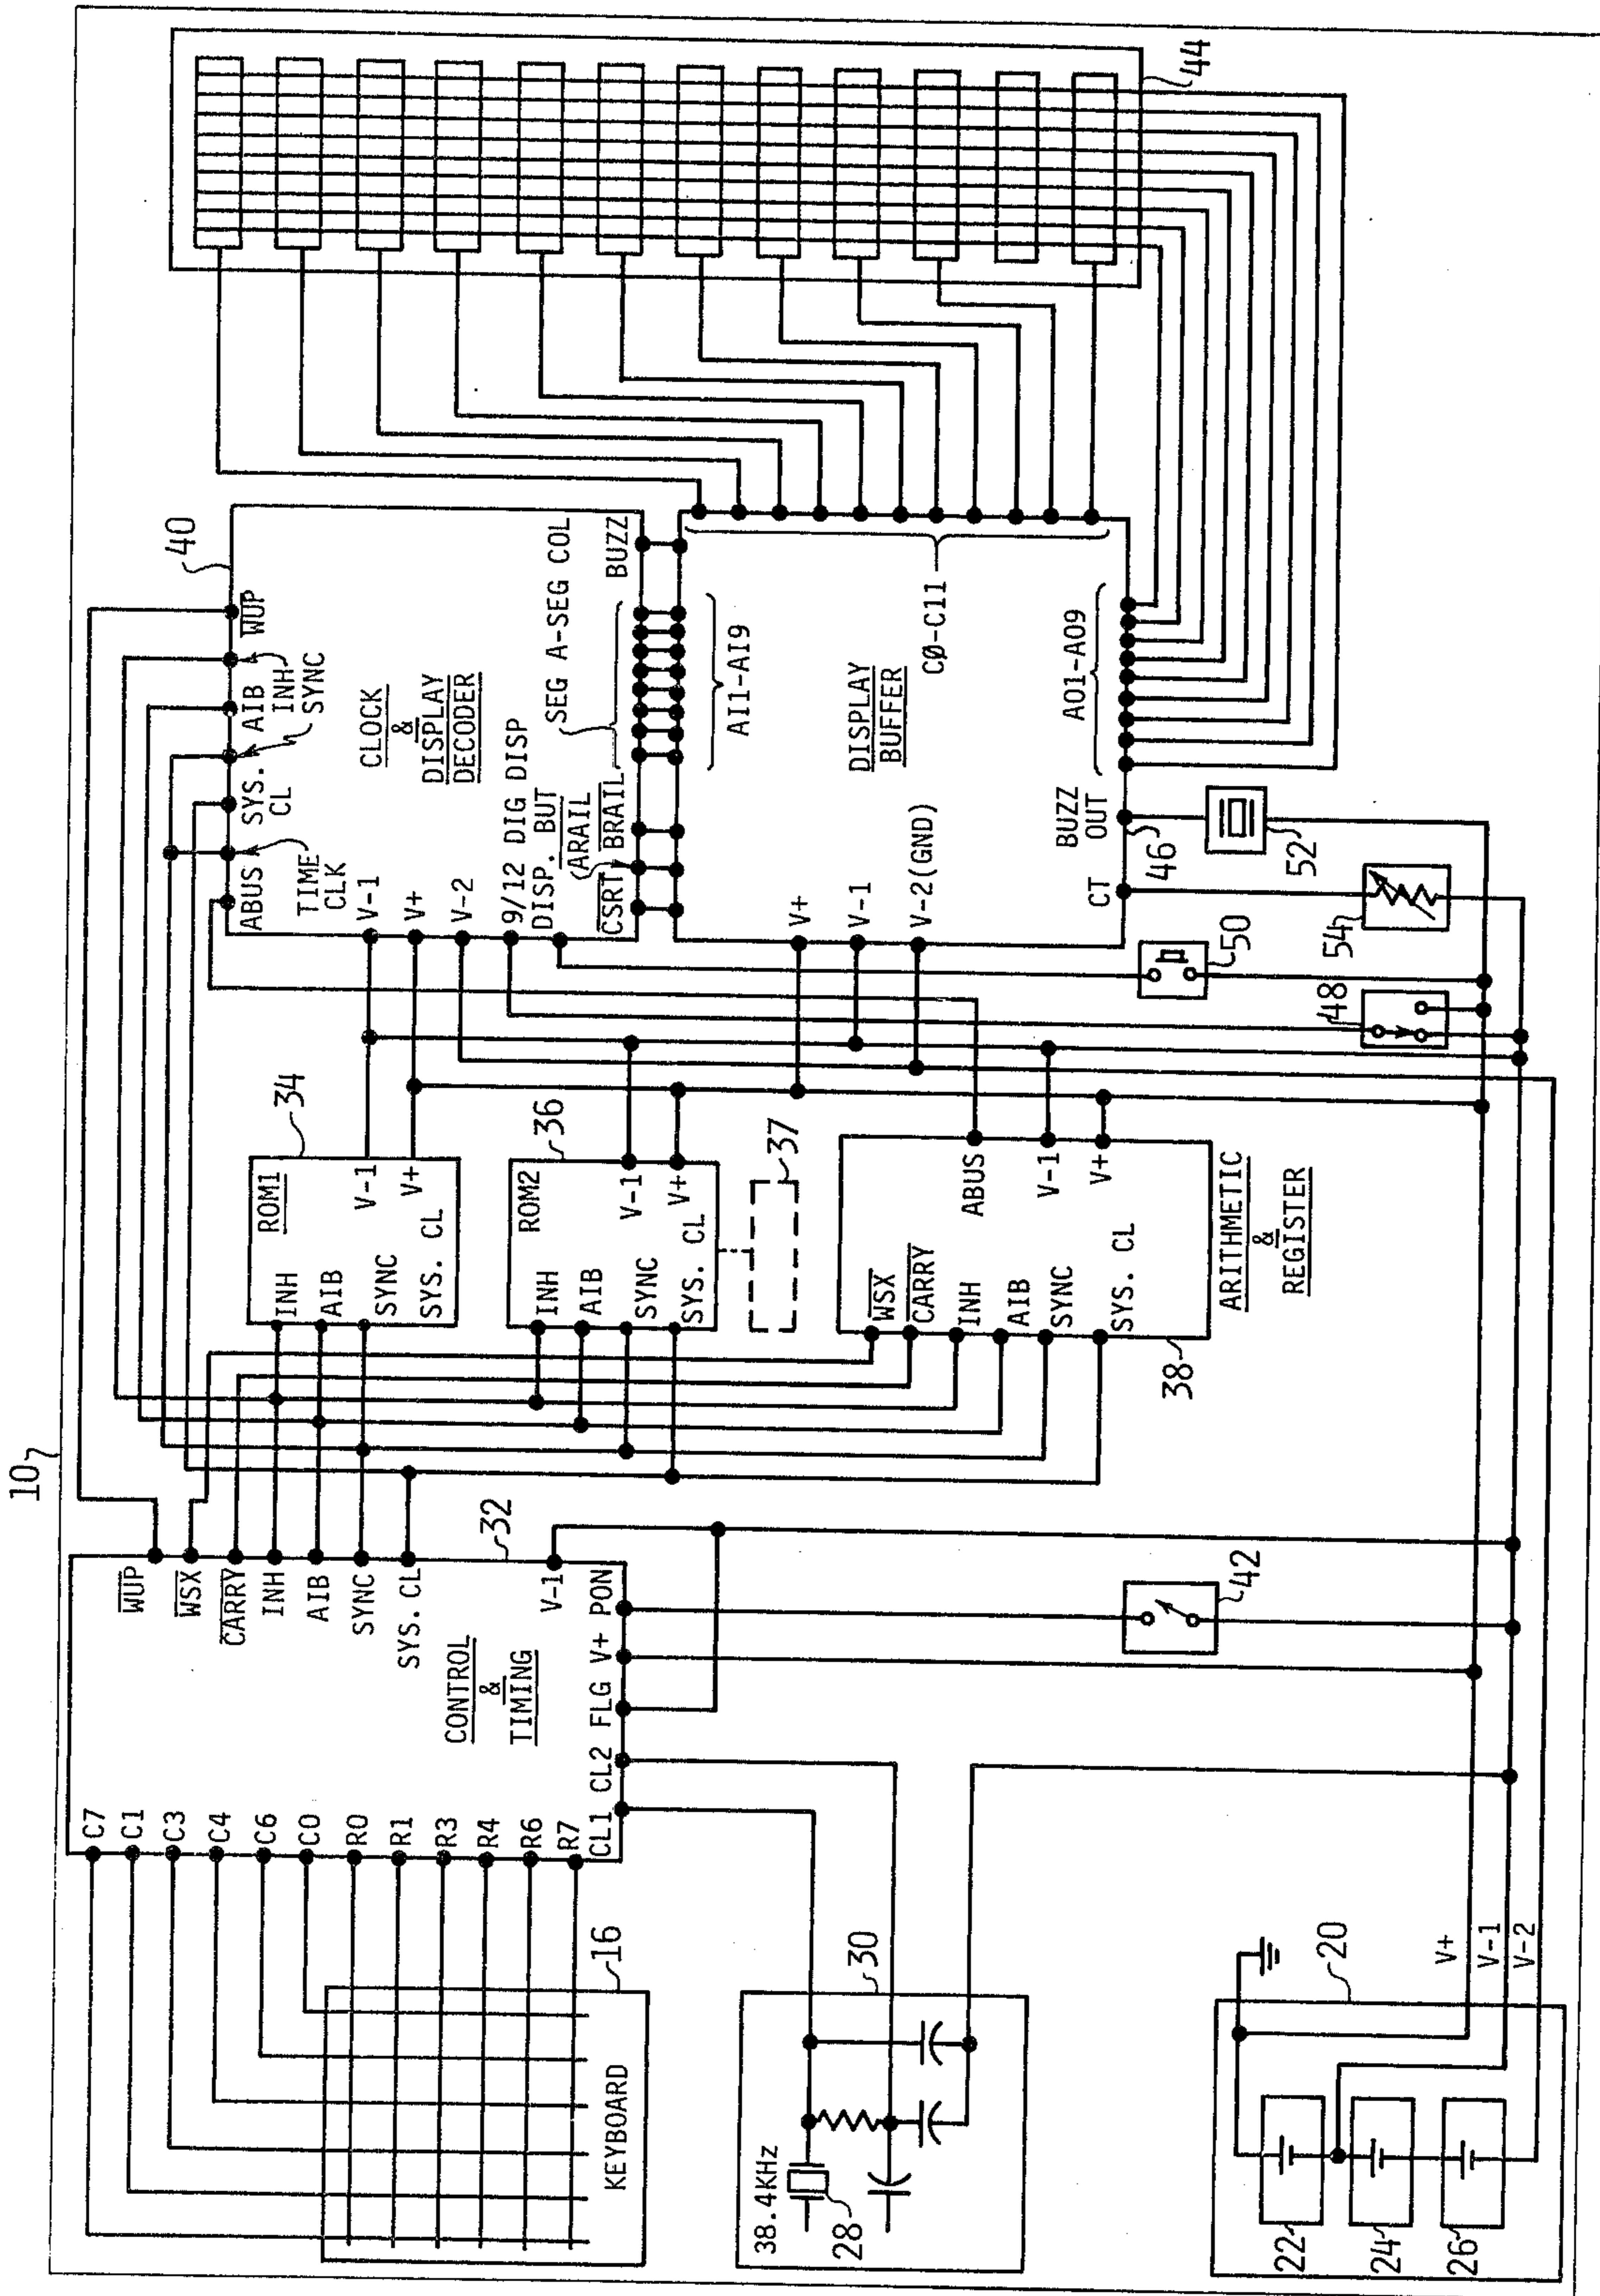 10
WUP
WSX
CARRY
INH
AIB
SYNC
SYS. CL
32
V-1
C7
C1
C3
C4
C6
C0
R0
R1
R3
R4
R6
R7
CONTROL
&
TIMING
CL1
CL2
FLG
V+
PON
16
KEYBOARD
38.4KHz
28
30
42
20
22
24
26
V+
V-1
V-2
34
ROM1
INH
AIB
SYNC
SYS. CL
V-1
V+
36
ROM2
INH
AIB
SYNC
SYS. CL
V-1
V+
37
38
WSX
CARRY
INH
AIB
SYNC
SYS. CL
ABUS
V-1
V+
ARITHMETIC
&
REGISTER
40
ABUS
TIME
CLK
SYS.
CL
AIB
INH
SYNC
WUP
V-1
V+
V-2
9/12 DIG DISP
DISP. BUT
CLOCK
&
DISPLAY
DECODER
CSRT
ARAIL
BRAIL
SEG A-SEG COL
BUZZ
AI1-AI9
DISPLAY
BUFFER
C0-C11
V+
V-1
V-2(GND)
CT
BUZZ
OUT
AO1-AO9
46
44
48
50
52
54